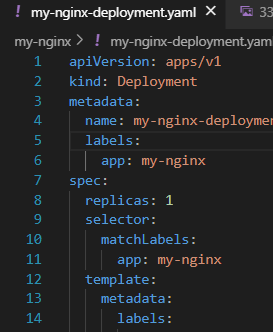 ! my-nginx-deployment.yaml X 33
my-nginx > ! my-nginx-deployment.yaml
1 apiVersion: apps/v1
2 kind: Deployment
3 metadata:
4 name: my-nginx-deploymen
5 labels:
6 app: my-nginx
7 spec:
8 replicas: 1
9 selector:
10 matchLabels:
11 app: my-nginx
12 template:
13 metadata:
14 labels: